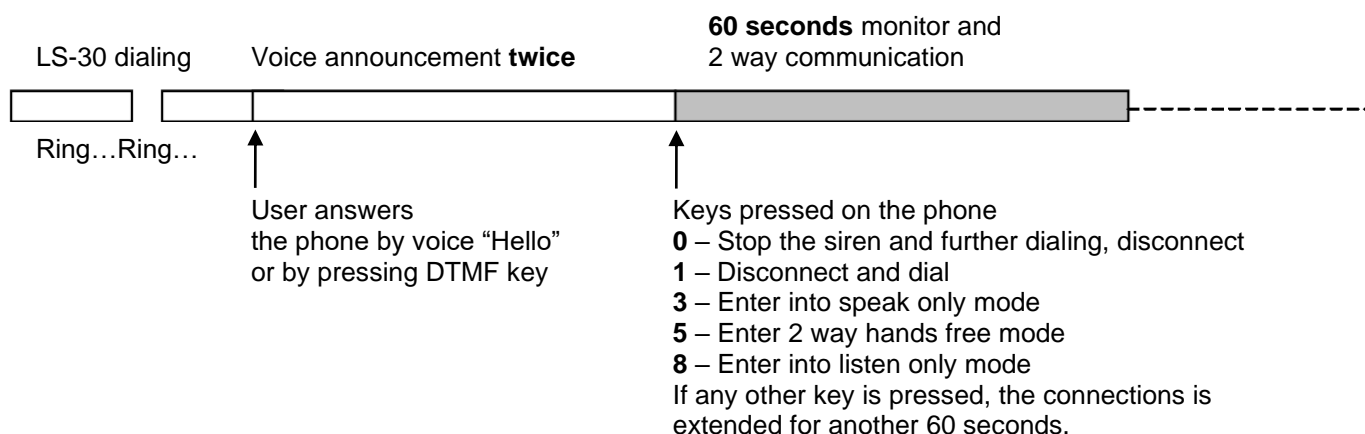 60 seconds monitor and
LS-30 dialing Voice announcement twice 2 way communication
Ring…Ring…
User answers
the phone by voice “Hello”
or by pressing DTMF key
Keys pressed on the phone
0 – Stop the siren and further dialing, disconnect
1 – Disconnect and dial
3 – Enter into speak only mode
5 – Enter 2 way hands free mode
8 – Enter into listen only mode
If any other key is pressed, the connections is
extended for another 60 seconds.